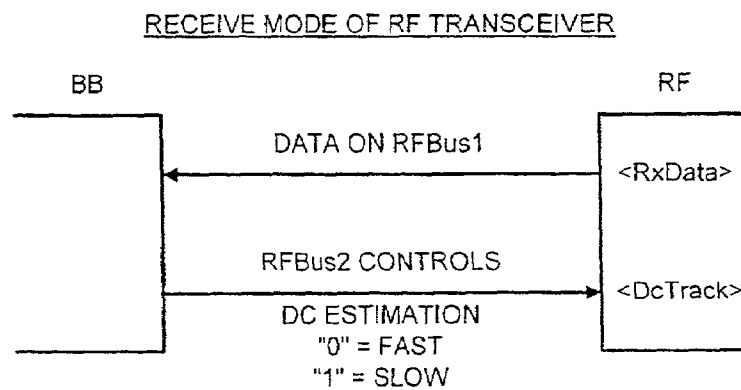 RECEIVE MODE OF RF TRANSCEIVER
BB
RF
DATA ON RFBus1
<RxData>
RFBus2 CONTROLS
<DcTrack>
DC ESTIMATION
"0" = FAST
"1" = SLOW